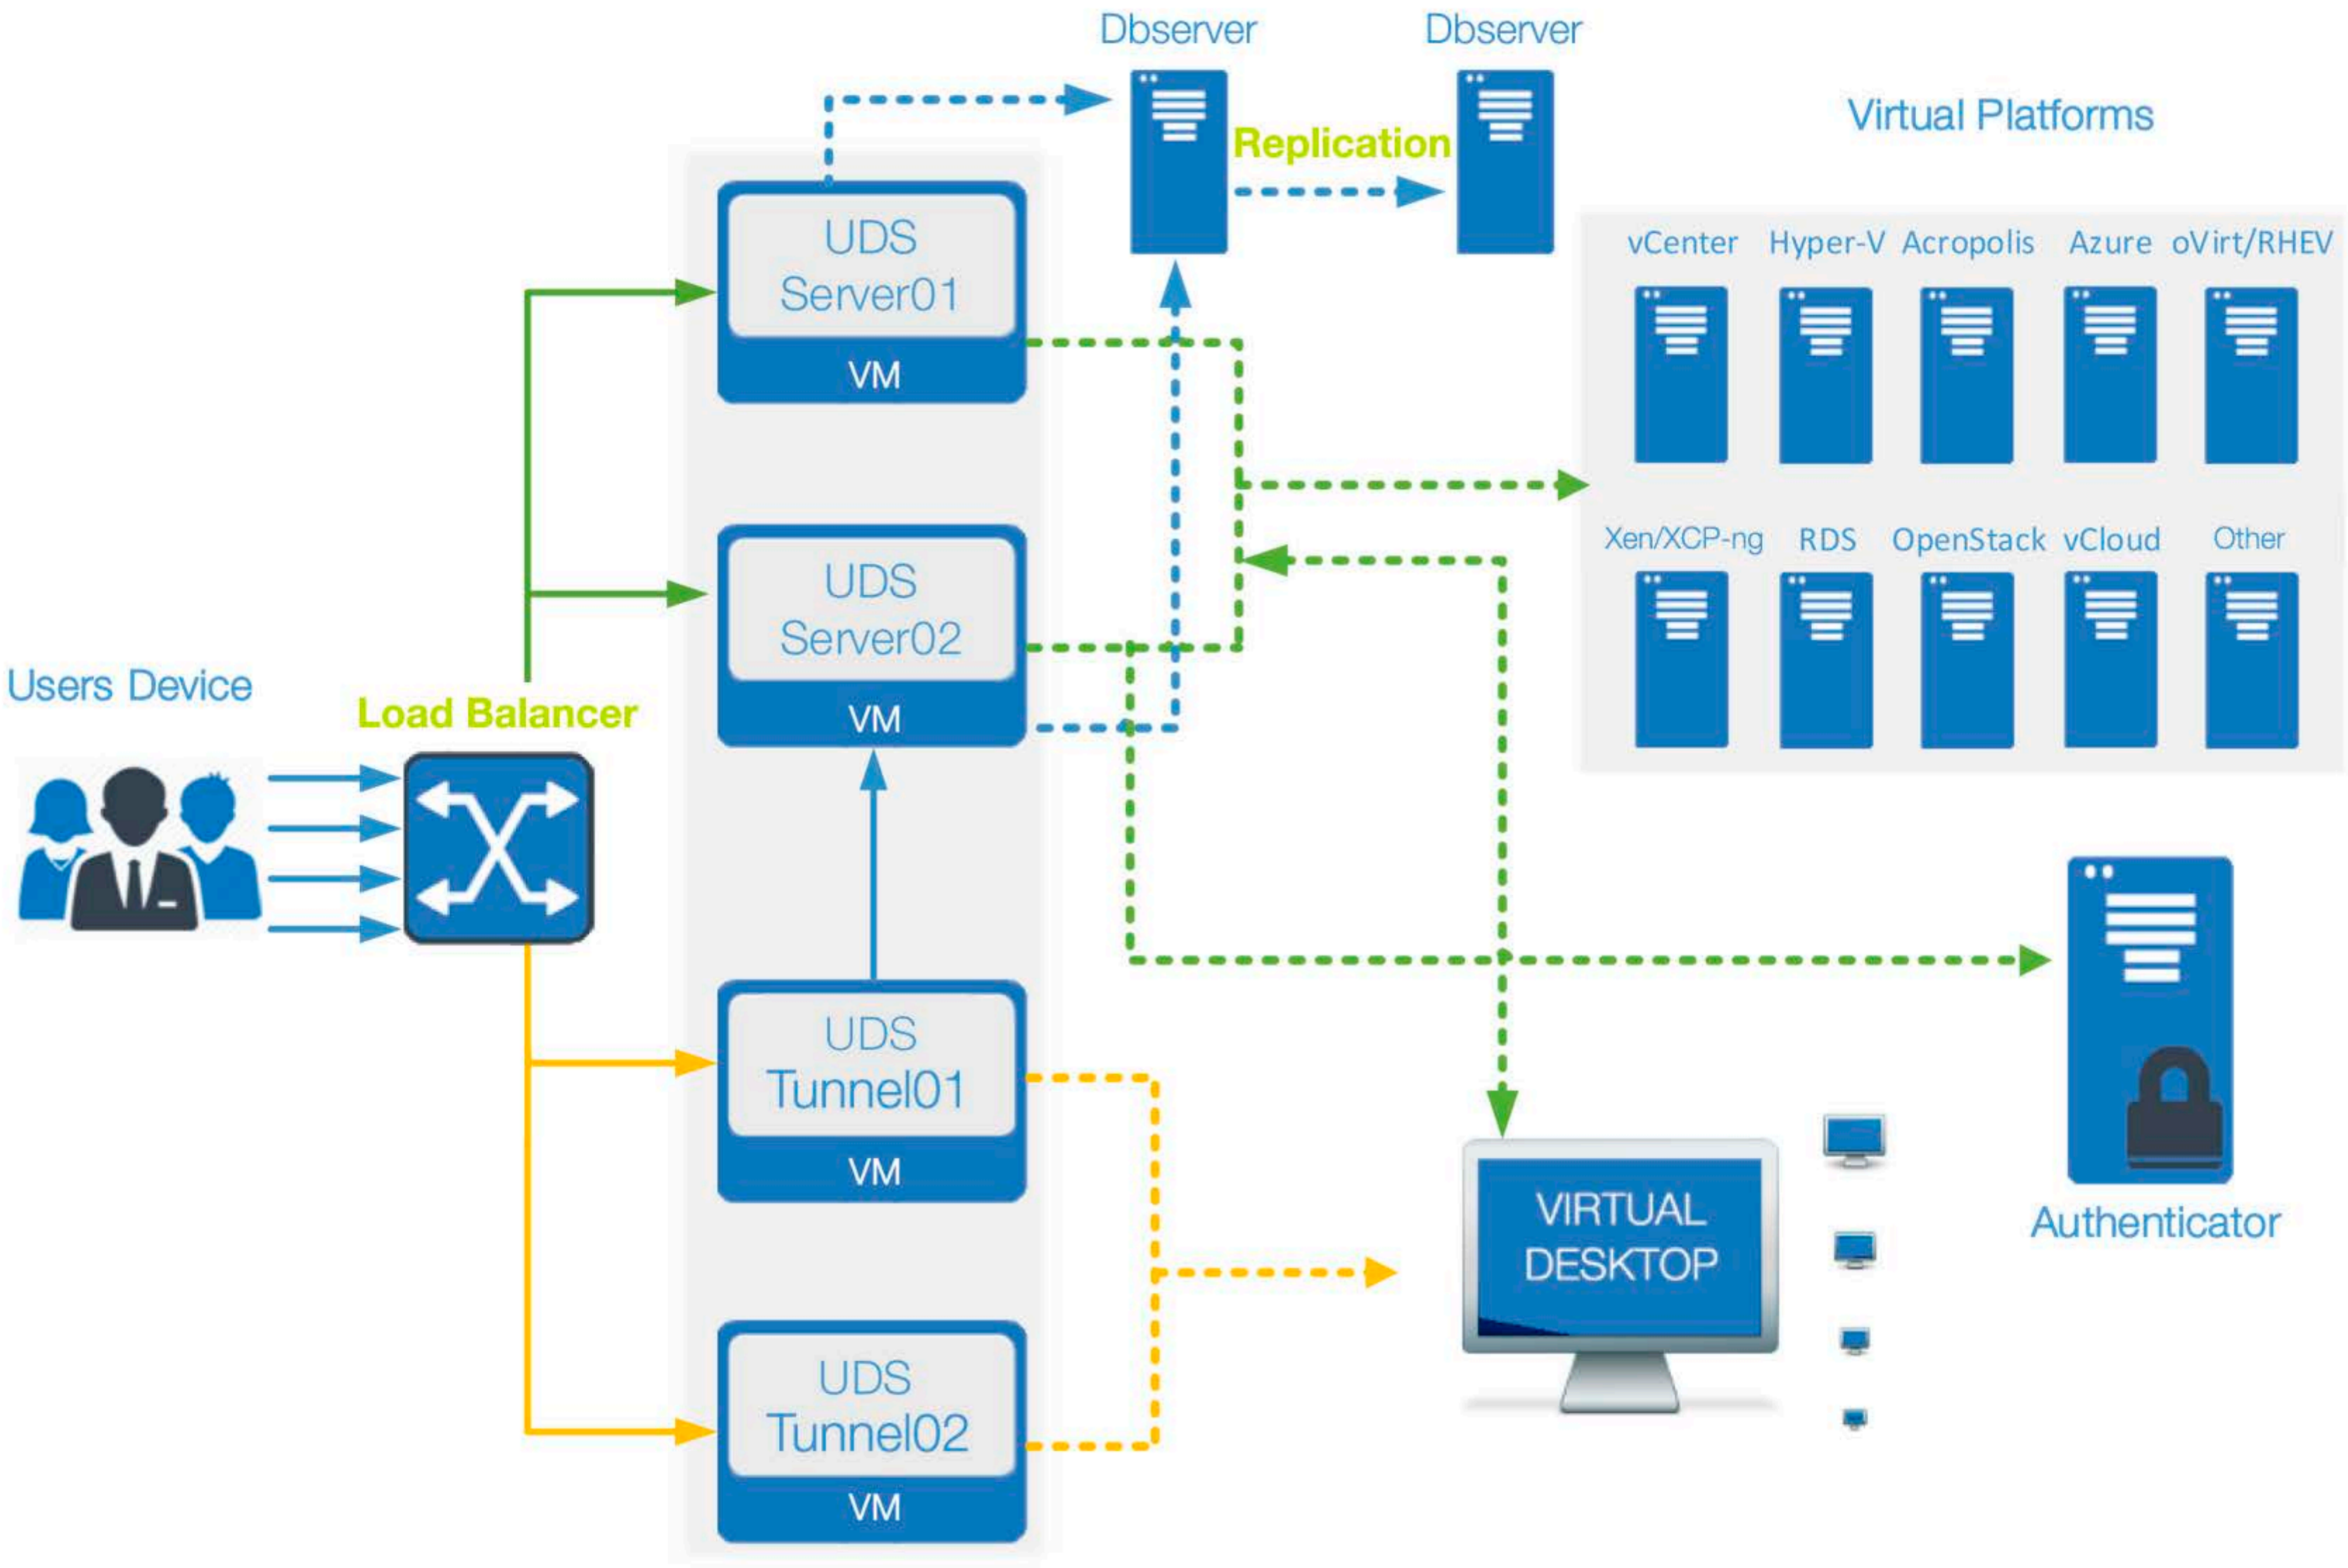 Dbserver
Dbserver
Replication
Virtual Platforms
UDS
Server01
VM
vCenter
Hyper-V
Acropolis
Azure
oVirt/RHEV
Xen/XCP-ng
RDS
OpenStack
vCloud
Other
UDS
Server02
VM
Users Device
Load Balancer
UDS
Tunnel01
VM
VIRTUAL
DESKTOP
Authenticator
UDS
Tunnel02
VM